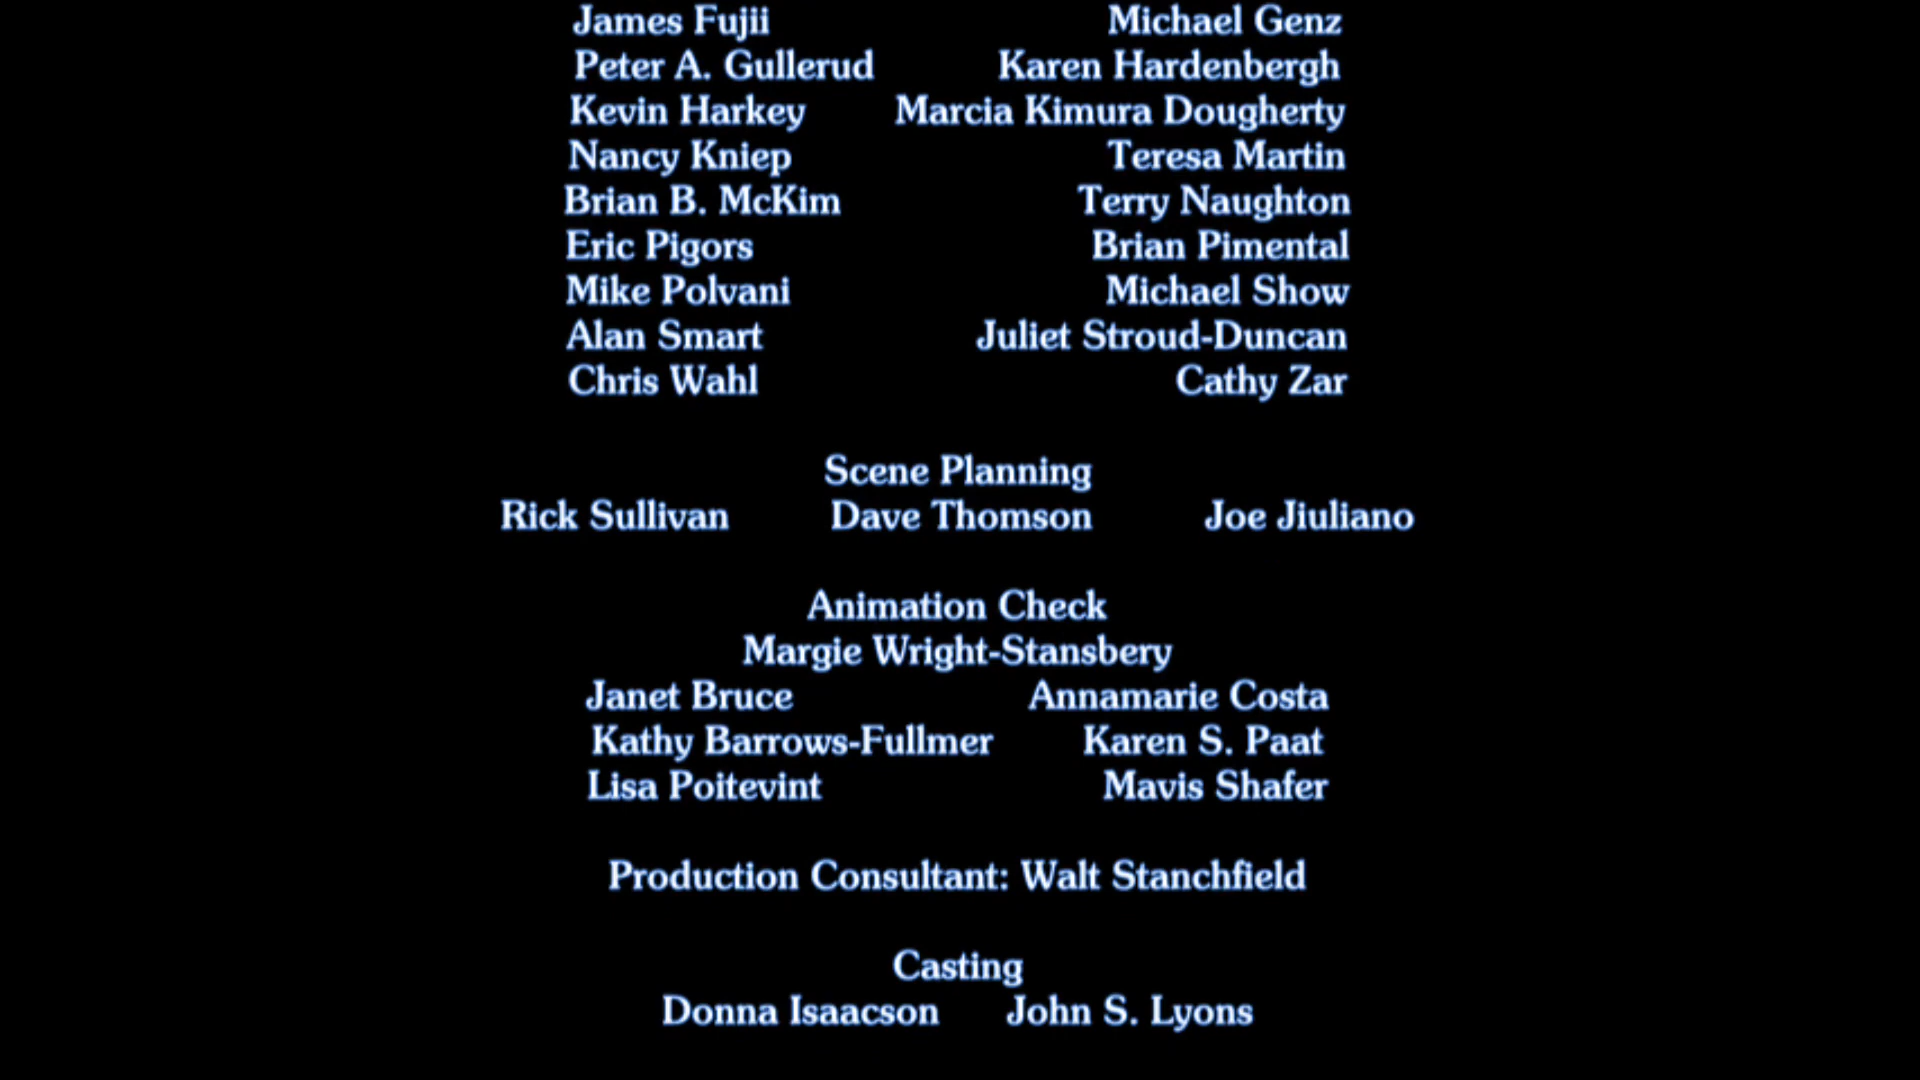 James Fujii Michael Genz
Peter A. Gullerud Karen Hardenbergh
Kevin Harkey Marcia Kimura Dougherty
Nancy Kniep Teresa Martin
Brian B. McKim Terry Naughton
Eric Pigors Brian Pimental
Mike Polvani Michael Show
Alan Smart Juliet Stroud-Duncan
Chris Wahl Cathy Zar
Scene Planning
Rick Sullivan Dave Thomson Joe Jiuliano
Animation Check
Margie Wright-Stansbery
Janet Bruce Annamarie Costa
Kathy Barrows-Fullmer Karen S. Paat
Lisa Poitevint Mavis Shafer
Production Consultant: Walt Stanchfield
Casting
Donna Isaacson John S. Lyons